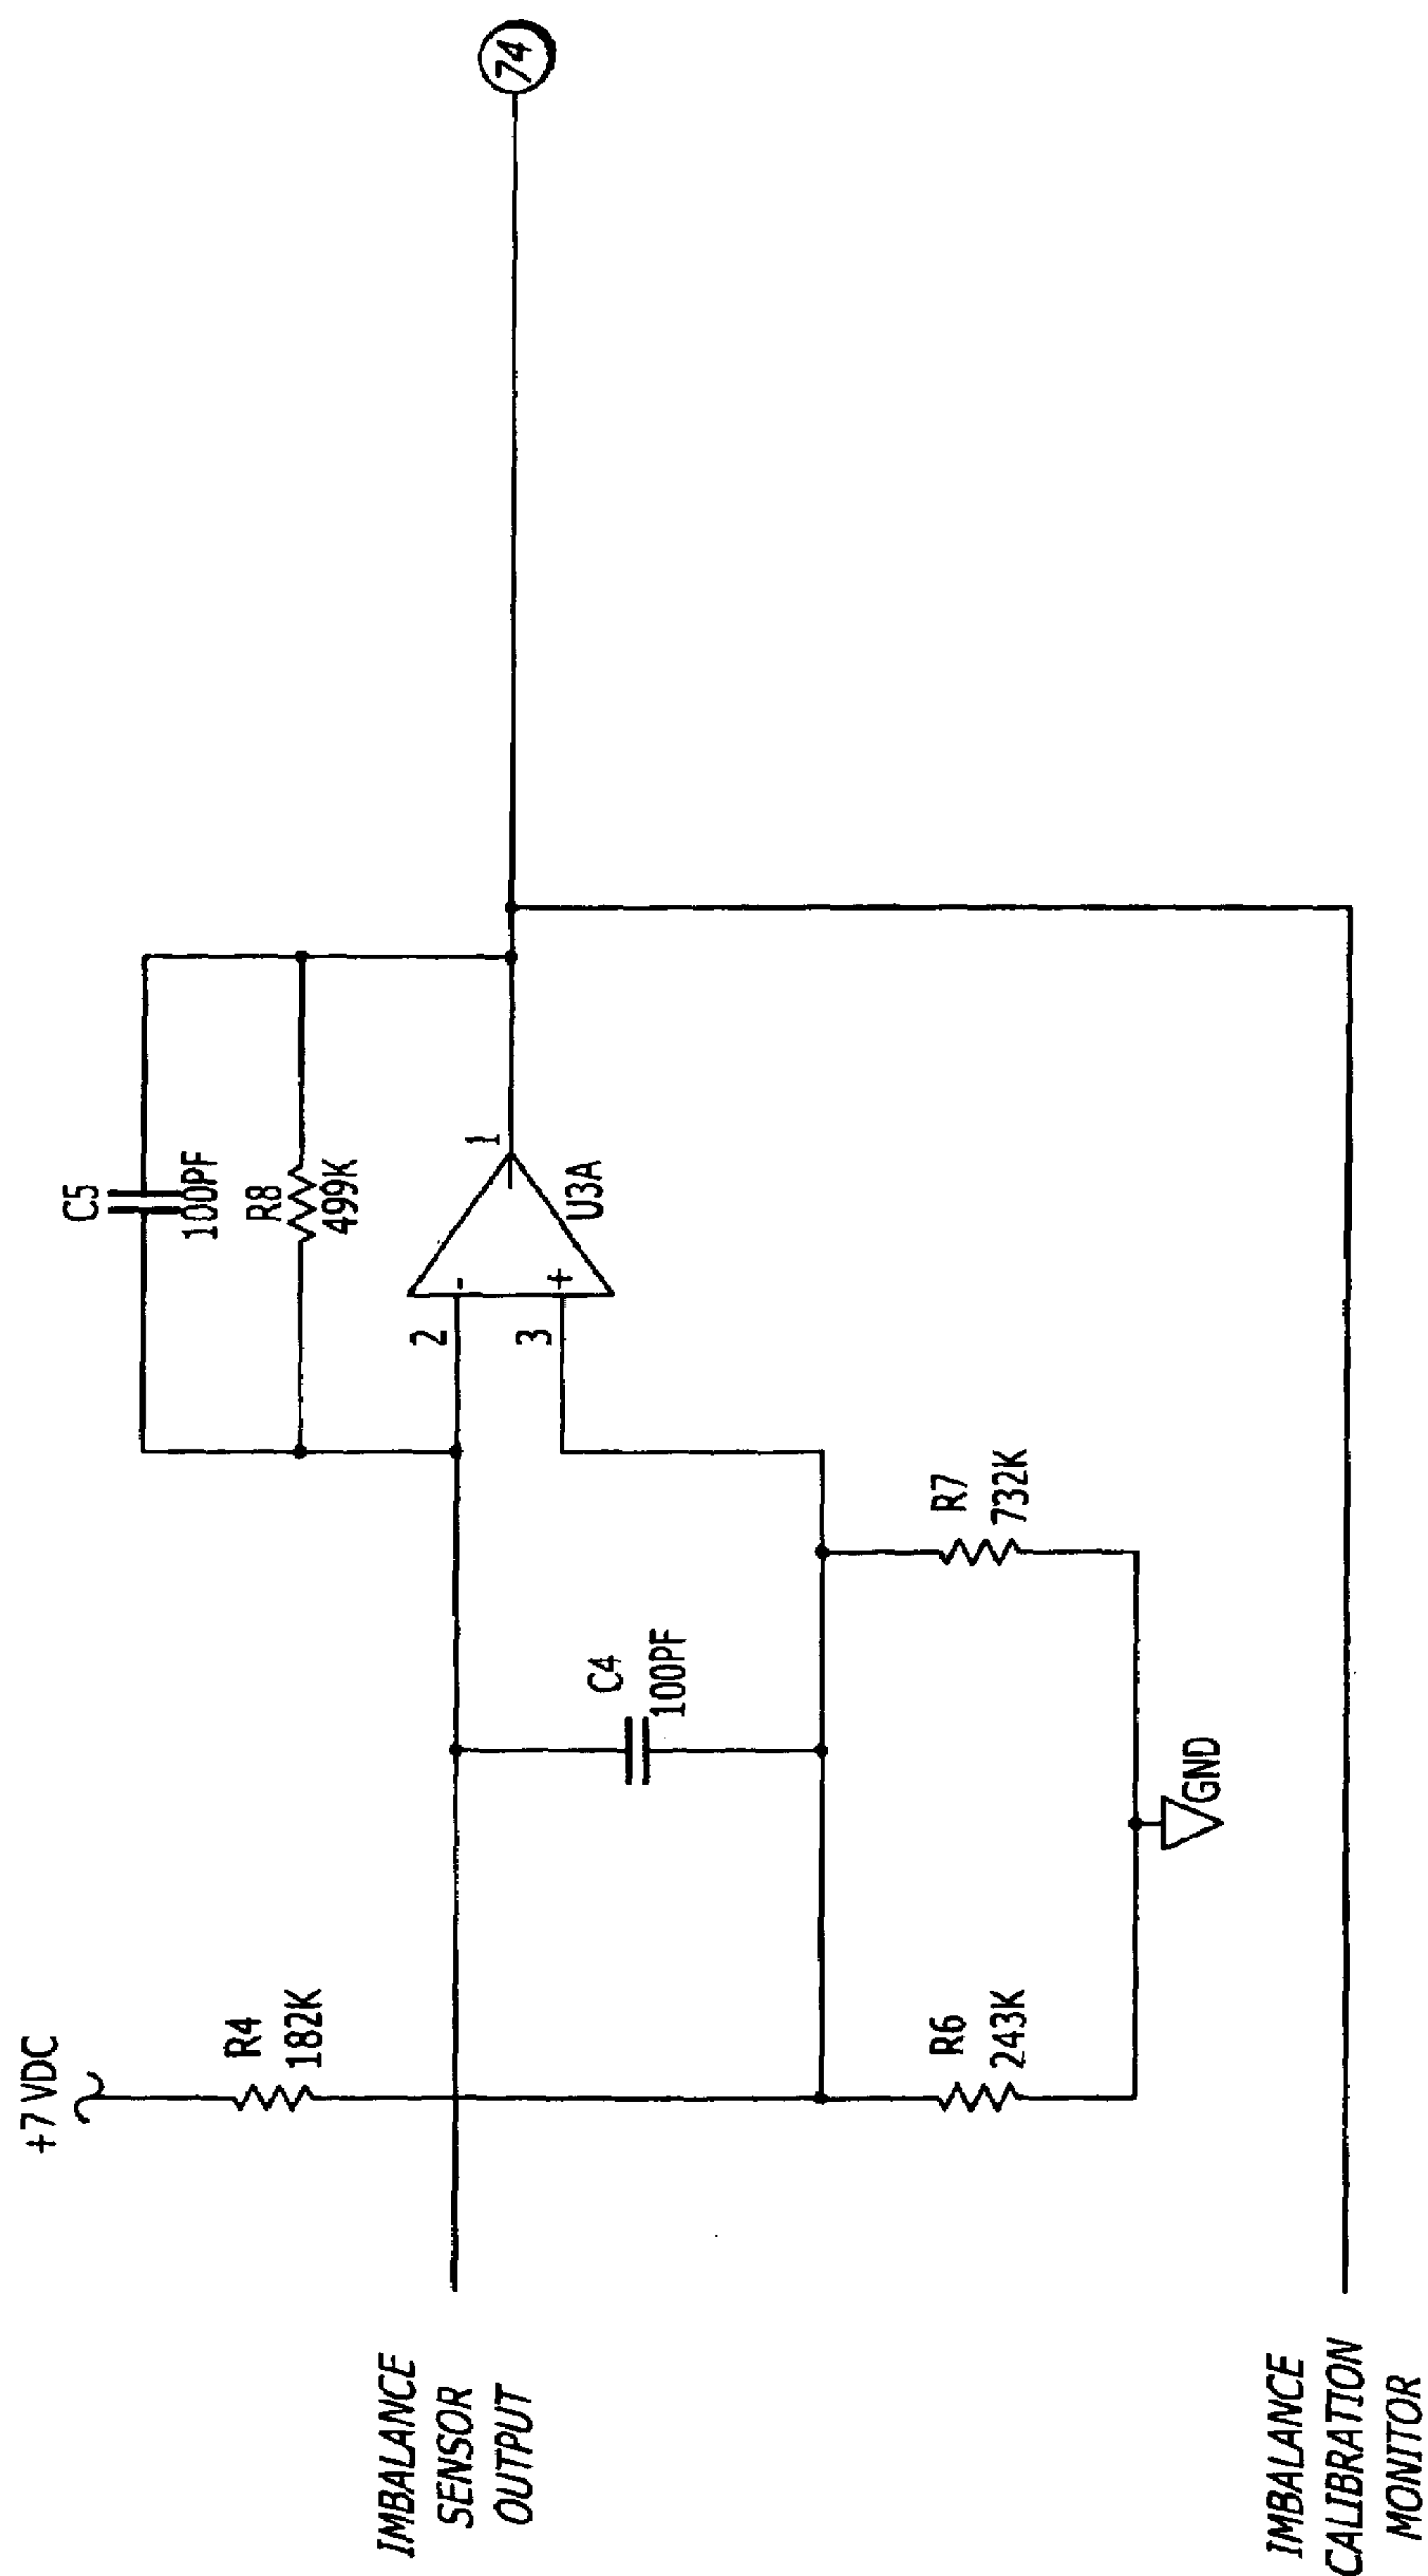 +7 VDC
R4
182K
IMBALANCE
SENSOR
OUTPUT
C4
100PF
R6
243K
GND
R7
732K
C5
100PF
R8
499K
2
3
-
+
1
U3A
74
IMBALANCE
CALIBRATION
MONITOR